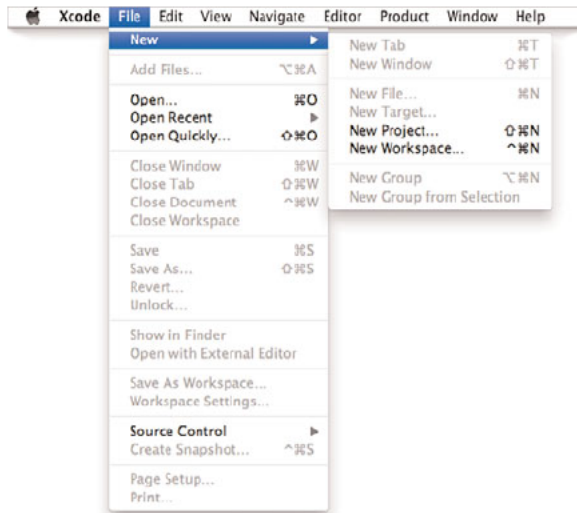 Xcode File Edit View Navigate Editor Product Window Help
New
Add Files... ⌥⌘A
Open... ⌘O
Open Recent
Open Quickly... ⇧⌘O
Close Window ⌘W
Close Tab ⇧⌘W
Close Document ^⌘W
Close Workspace
Save ⌘S
Save As... ⇧⌘S
Revert...
Unlock...
Show in Finder
Open with External Editor
Save As Workspace...
Workspace Settings...
Source Control
Create Snapshot... ^⌘S
Page Setup...
Print...
New Tab ⌘T
New Window ⇧⌘T
New File... ⌘N
New Target...
New Project... ⇧⌘N
New Workspace... ^⌘N
New Group ⌥⌘N
New Group from Selection